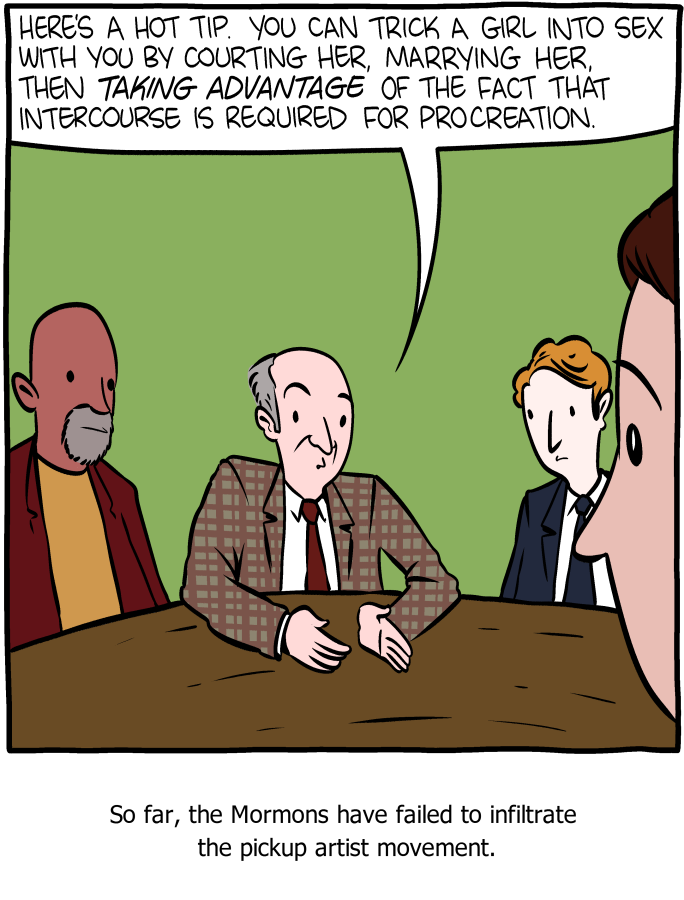 HERE'S A HOT TIP. YOU CAN TRICK A GIRL INTO SEX
WITH YOU BY COURTING HER, MARRYING HER,
THEN TAKING ADVANTAGE OF THE FACT THAT
INTERCOURSE IS REQUIRED FOR PROCREATION.
So far, the Mormons have failed to infiltrate
the pickup artist movement.